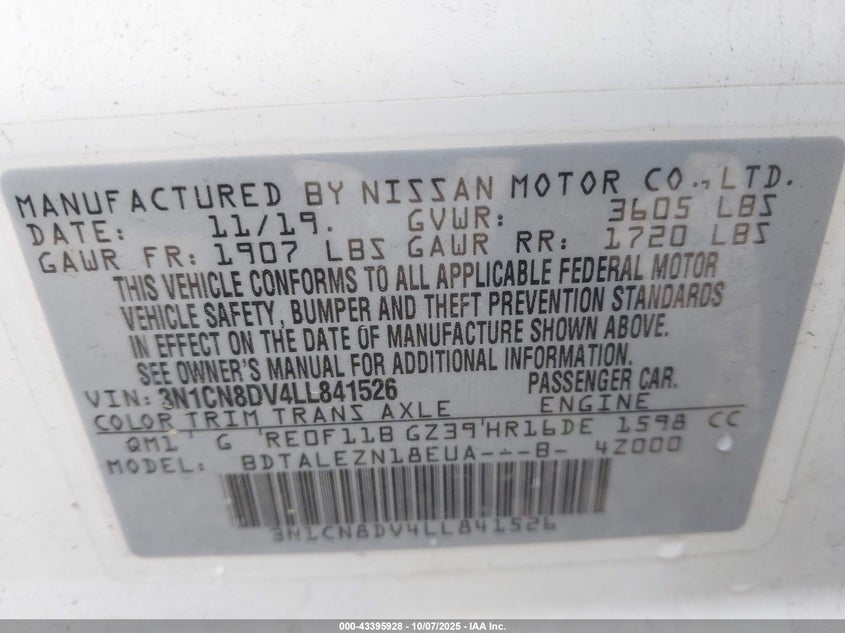 MANUFACTURED BY NISSAN MOTOR CO., LTD.
DATE: 11/19. GVWR: 3605 LBS
GAWR FR: 1907 LBS GAWR RR: 1720 LBS
THIS VEHICLE CONFORMS TO ALL APPLICABLE FEDERAL MOTOR
VEHICLE SAFETY, BUMPER AND THEFT PREVENTION STANDARDS
IN EFFECT ON THE DATE OF MANUFACTURE SHOWN ABOVE.
SEE OWNER'S MANUAL FOR ADDITIONAL INFORMATION.
VIN: 3N1CN8DV4LL841526 PASSENGER CAR.
COLOR TRIM TRANS AXLE ENGINE
QM1 G RE0F11B GZ39 HR16DE 1598 CC
MODEL: BDTALEZN18EUA---B- 4Z000
3N1CN8DV4LL841526
000-43395928 - 10/07/2025 - IAA Inc.